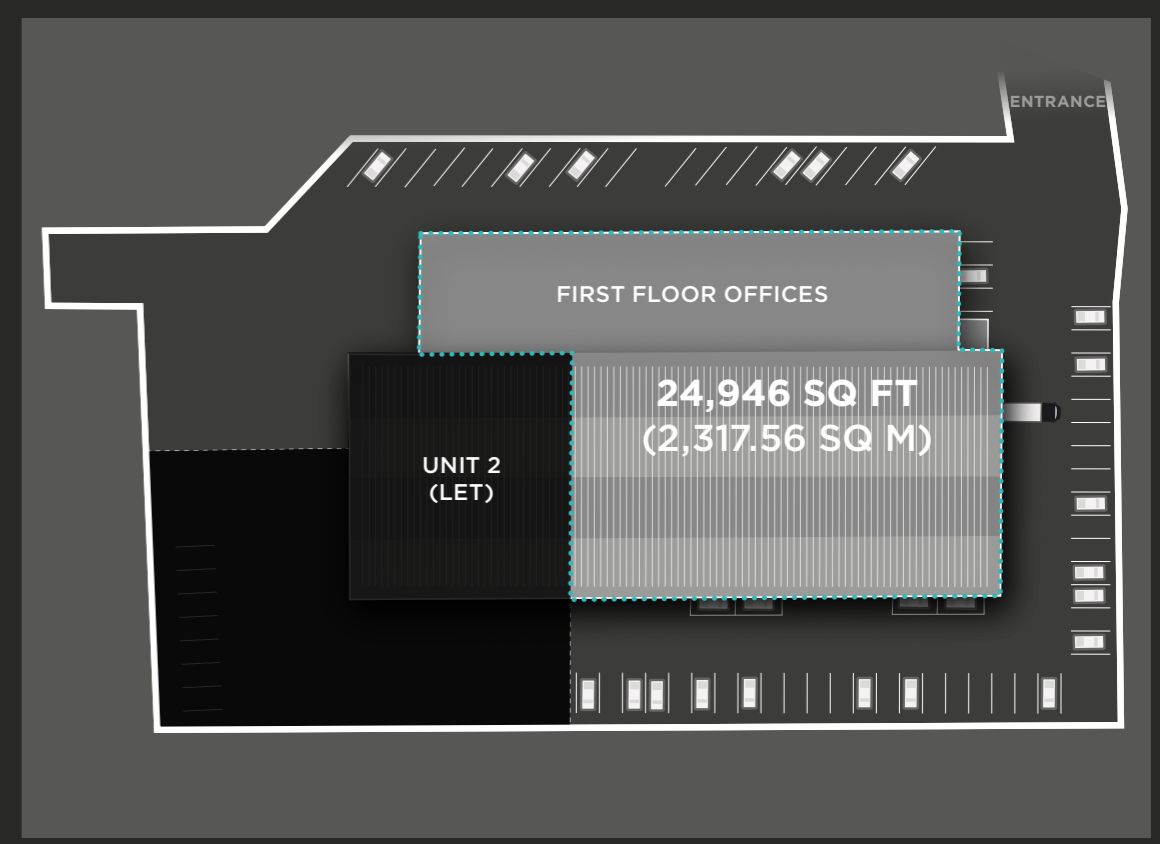 ENTRANCE
FIRST FLOOR OFFICES
24,946 SQ FT
(2,317.56 SQ M)
UNIT 2
(LET)